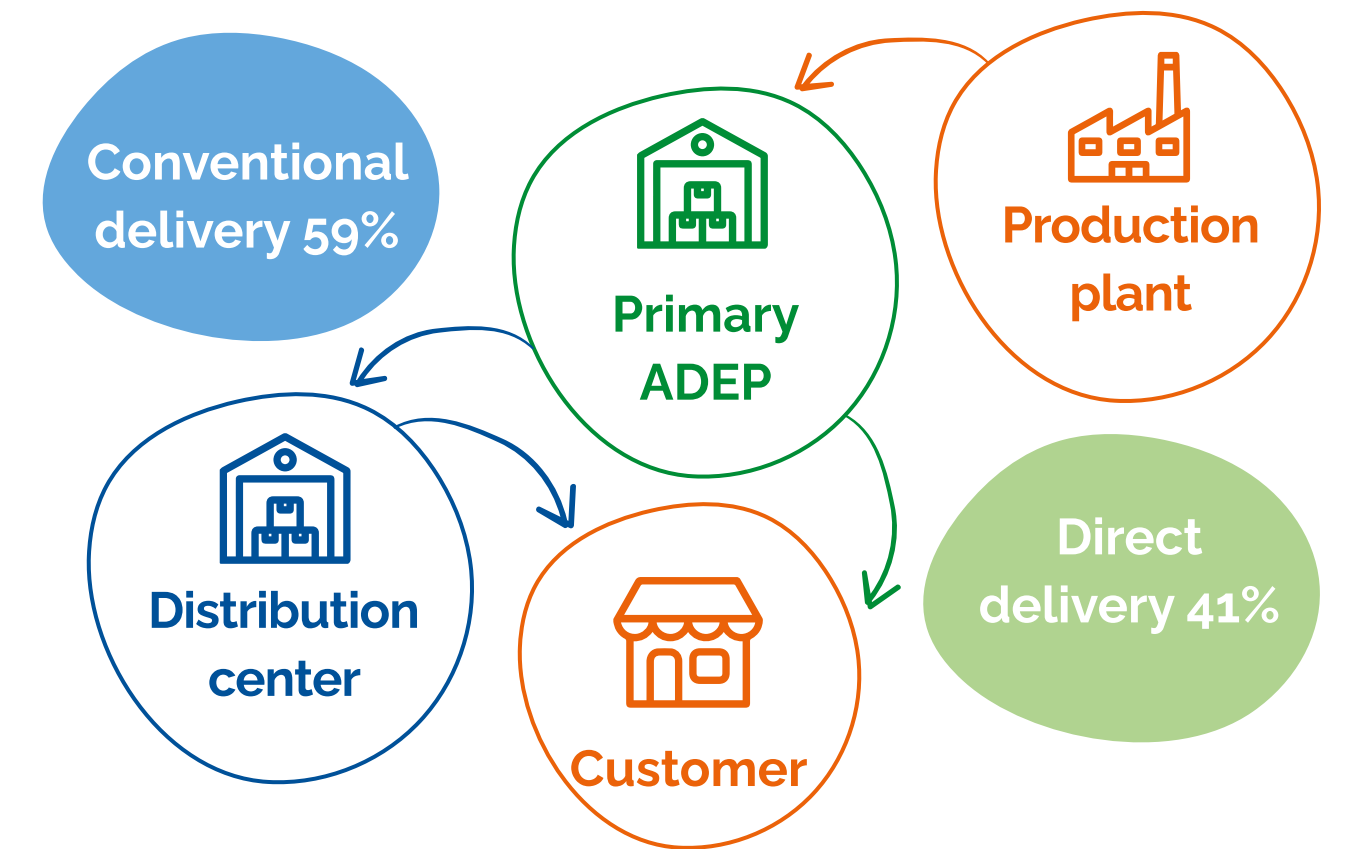 Conventional
delivery 59%
Primary
ADEP
Production
plant
Distribution
center
Customer
Direct
delivery 41%